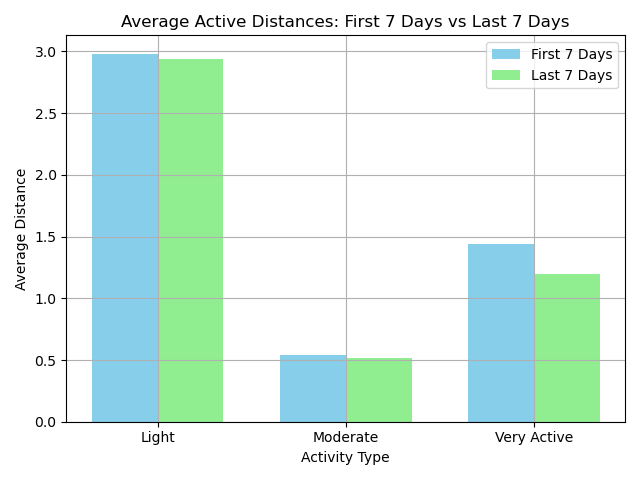 Average Active Distances: First 7 Days vs Last 7 Days
First 7 Days
Last 7 Days
Average Distance
3.0
2.5
2.0
1.5
1.0
0.5
0.0
Light
Moderate
Very Active
Activity Type